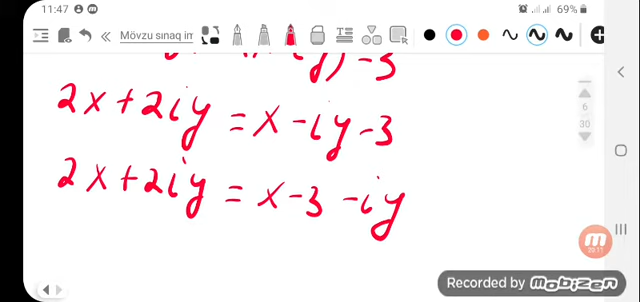 11:47 69%
Mövzu sınaq im
) - 3
2x + 2iy = x - iy - 3
2x + 2iy = x - 3 - iy
6
30
Recorded by mobizen